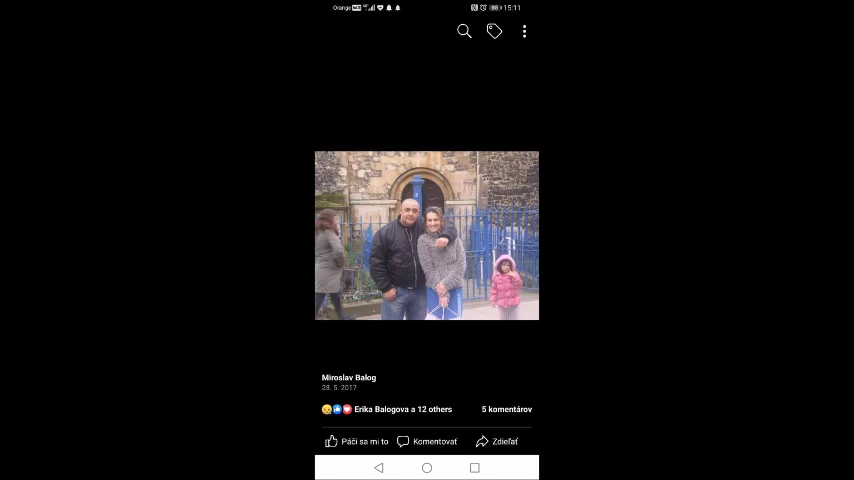 Orange
15:11
Miroslav Balog
28. 5. 2017
Erika Balogova a 12 others
5 komentárov
Páči sa mi to
Komentovať
Zdieľať